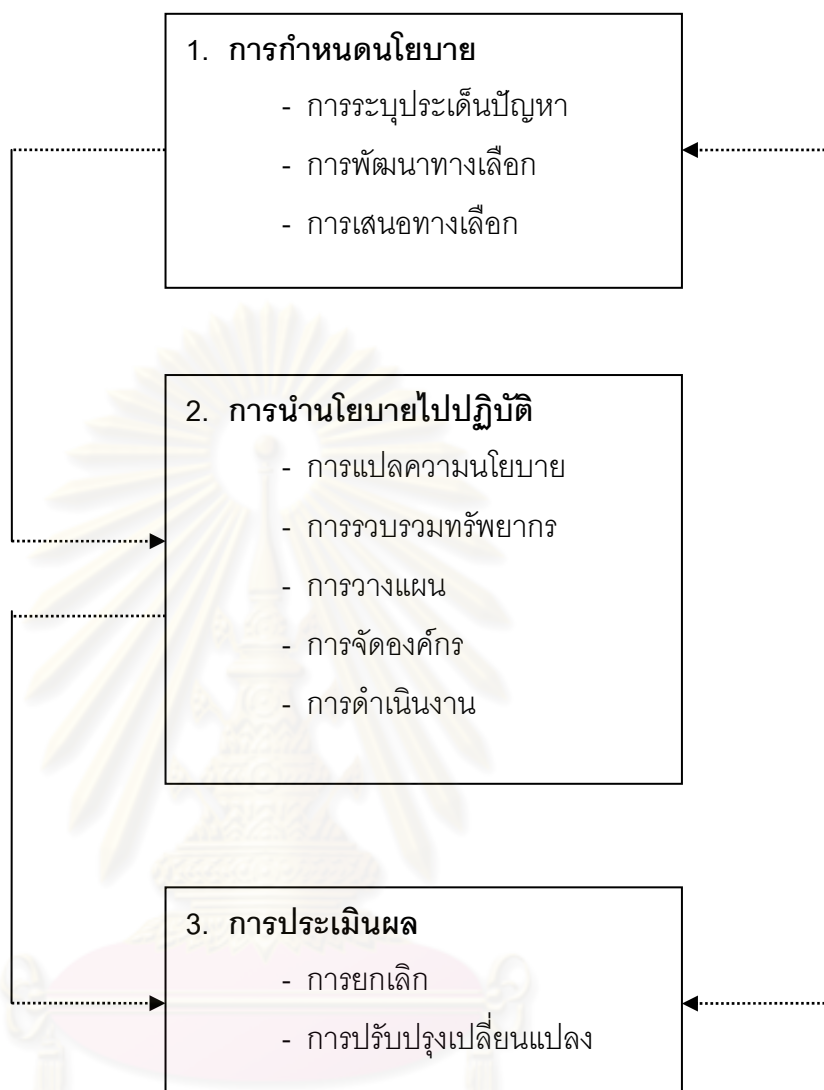 1. การกำหนดนโยบาย
- การระบุประเด็นปัญหา
- การพัฒนาทางเลือก
- การเสนอทางเลือก
2. การนำนโยบายไปปฏิบัติ
- การแปลความนโยบาย
- การรวบรวมทรัพยากร
- การวางแผน
- การจัดองค์กร
- การดำเนินงาน
3. การประเมินผล
- การยกเลิก
- การปรับปรุงเปลี่ยนแปลง